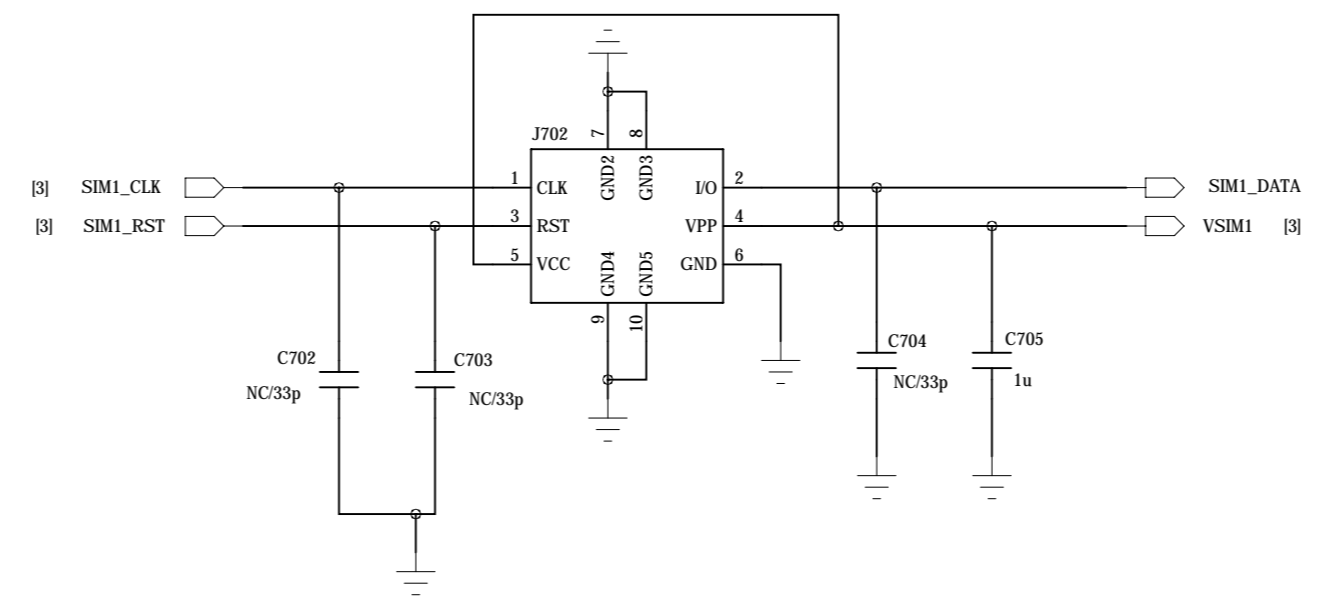 J702
7
8
GND2
GND3
[3] SIM1_CLK
1
CLK
I/O
2
SIM1_DATA
[3] SIM1_RST
3
RST
VPP
4
VSIM1 [3]
5
VCC
GND
6
GND4
GND5
9
10
C702
NC/33p
C703
NC/33p
C704
NC/33p
C705
1u